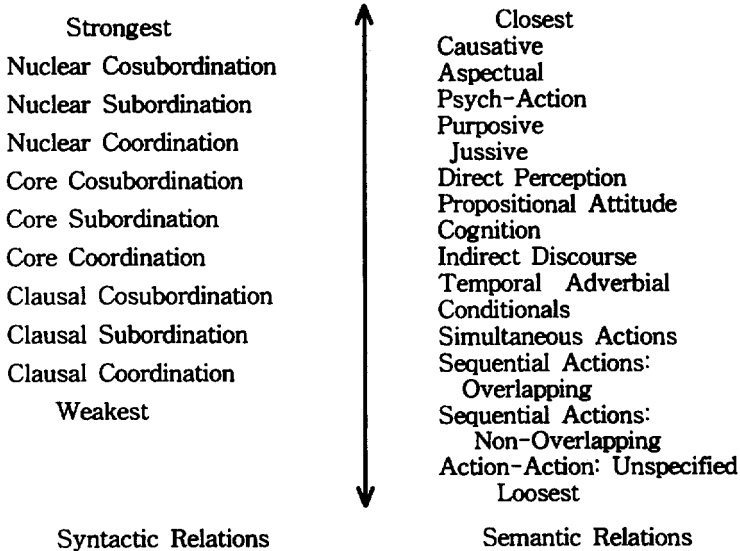 Strongest
Nuclear Cosubordination
Nuclear Subordination
Nuclear Coordination
Core Cosubordination
Core Subordination
Core Coordination
Clausal Cosubordination
Clausal Subordination
Clausal Coordination
Weakest
Syntactic Relations
Closest
Causative
Aspectual
Psych-Action
Purposive
Jussive
Direct Perception
Propositional Attitude
Cognition
Indirect Discourse
Temporal Adverbial
Conditionals
Simultaneous Actions
Sequential Actions:
Overlapping
Sequential Actions:
Non-Overlapping
Action-Action: Unspecified
Loosest
Semantic Relations